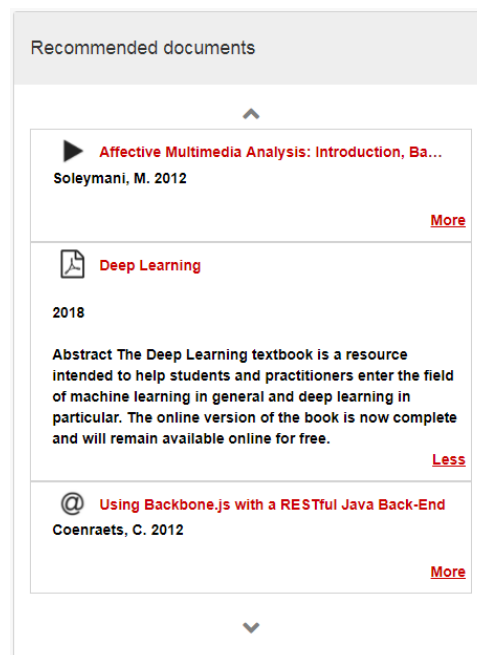 Recommended documents
Affective Multimedia Analysis: Introduction, Ba...
Soleymani, M. 2012
More
Deep Learning
2018
Abstract The Deep Learning textbook is a resource
intended to help students and practitioners enter the field
of machine learning in general and deep learning in
particular. The online version of the book is now complete
and will remain available online for free.
Less
@ Using Backbone.js with a RESTful Java Back-End
Coenraets, C. 2012
More